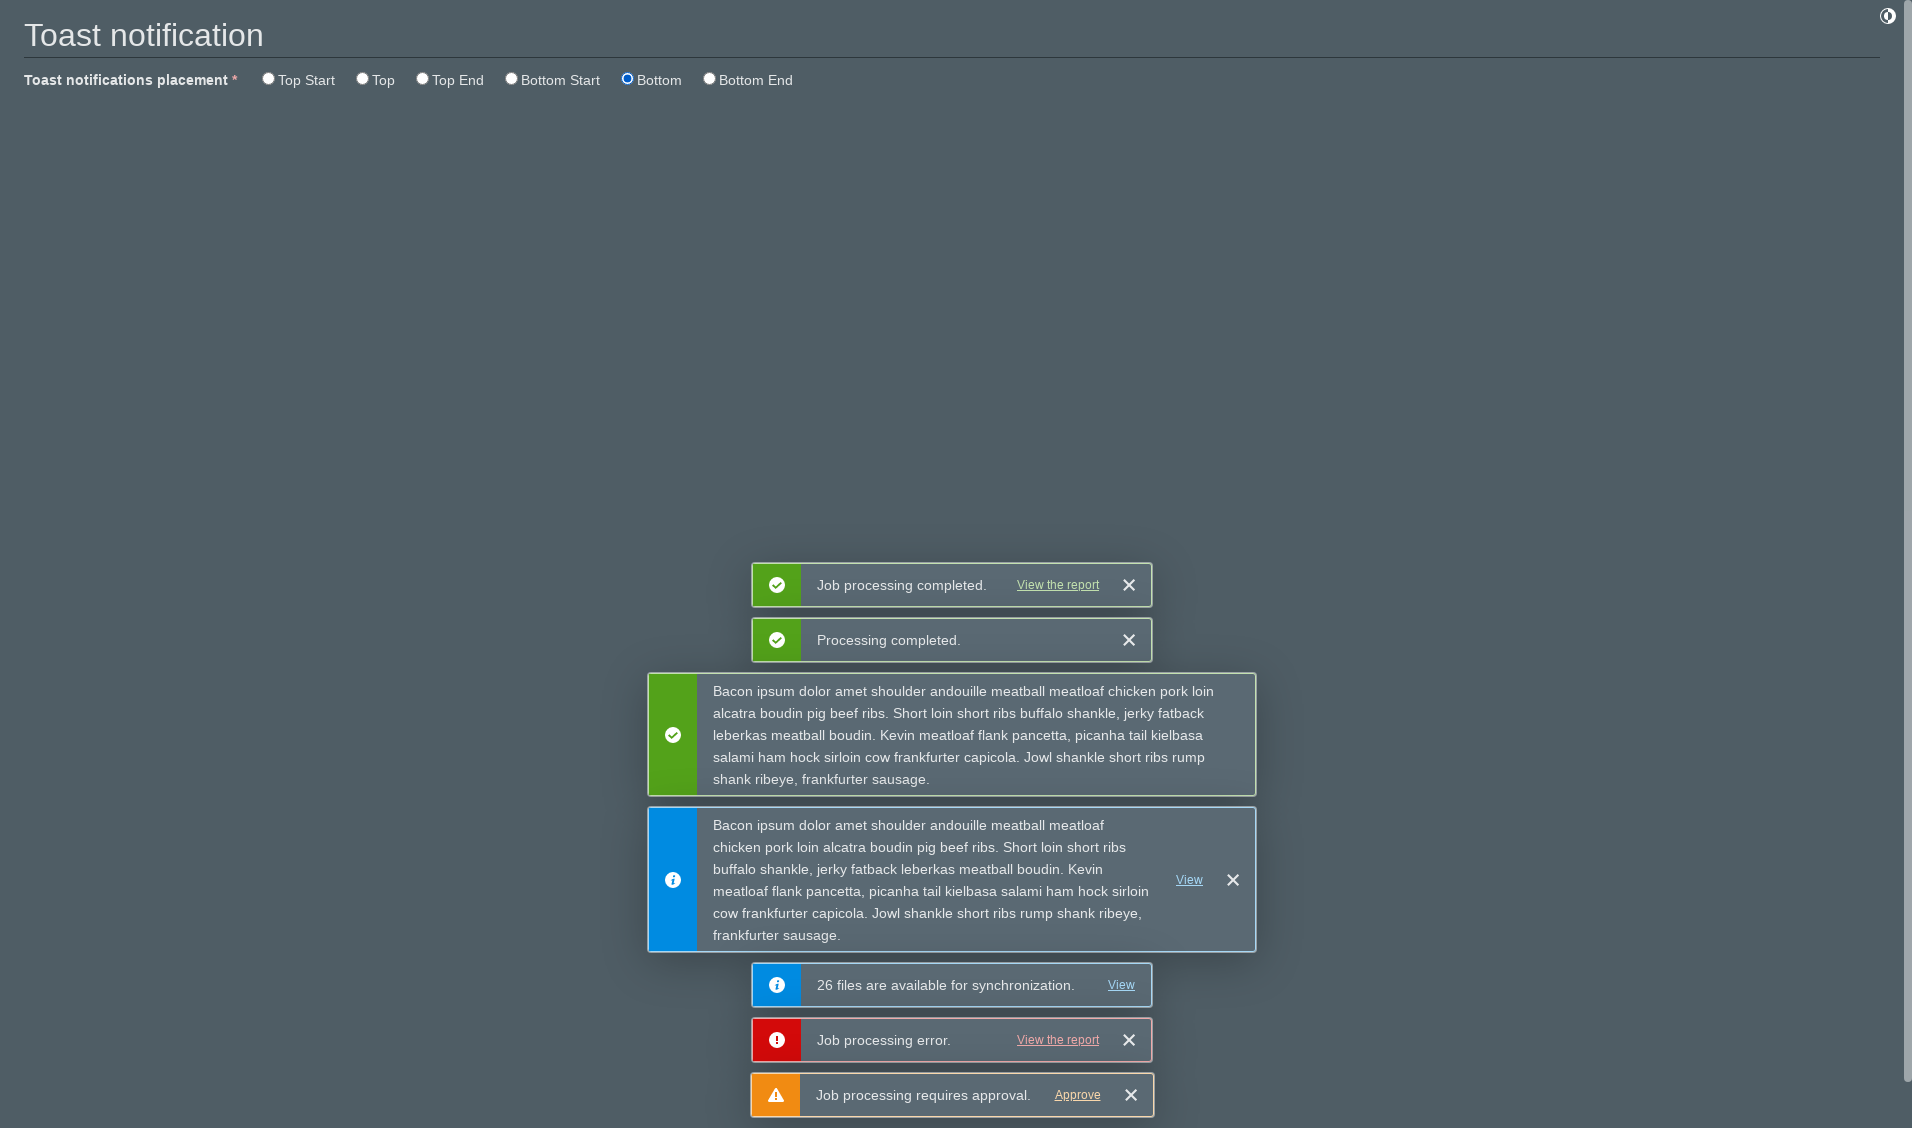 Toast notification
Toast notifications placement * Top Start Top Top End Bottom Start Bottom Bottom End
Job processing completed. View the report
Processing completed.
Bacon ipsum dolor amet shoulder andouille meatball meatloaf chicken pork loin
alcatra boudin pig beef ribs. Short loin short ribs buffalo shankle, jerky fatback
leberkas meatball boudin. Kevin meatloaf flank pancetta, picanha tail kielbasa
salami ham hock sirloin cow frankfurter capicola. Jowl shankle short ribs rump
shank ribeye, frankfurter sausage.
Bacon ipsum dolor amet shoulder andouille meatball meatloaf
chicken pork loin alcatra boudin pig beef ribs. Short loin short ribs
buffalo shankle, jerky fatback leberkas meatball boudin. Kevin
meatloaf flank pancetta, picanha tail kielbasa salami ham hock sirloin
cow frankfurter capicola. Jowl shankle short ribs rump shank ribeye,
frankfurter sausage.
View
26 files are available for synchronization. View
Job processing error. View the report
Job processing requires approval. Approve